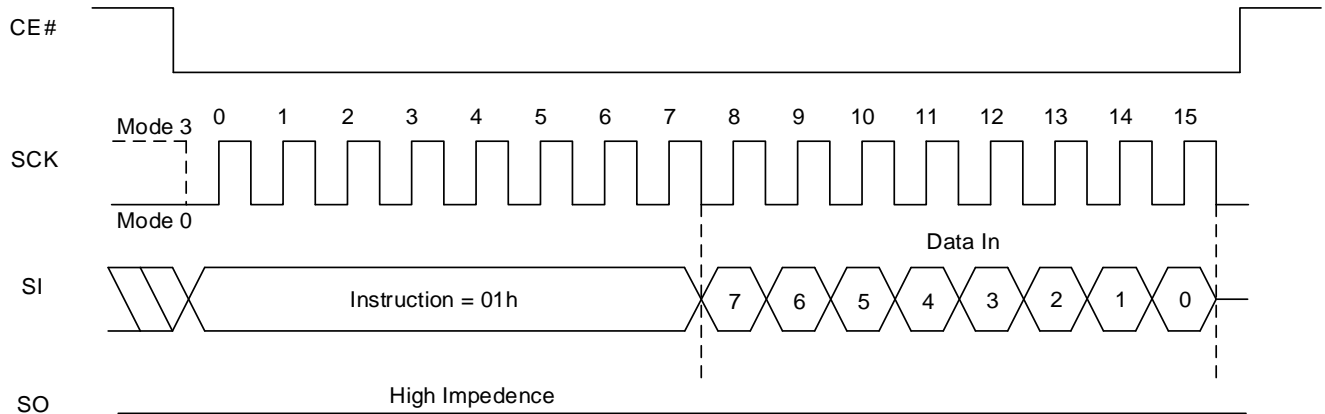 CE#
0 1 2 3 4 5 6 7 8 9 10 11 12 13 14 15
Mode 3
SCK
Mode 0
Data In
SI
Instruction = 01h
7 6 5 4 3 2 1 0
High Impedence
SO